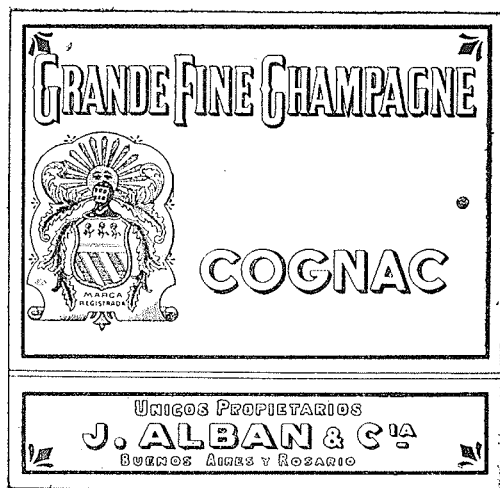 GRANDE FINE CHAMPAGNE
MARCA
REGISTRADA
COGNAC
UNICOS PROPIETARIOS
J. ALBAN & CIA
BUENOS AIRES Y ROSARIO